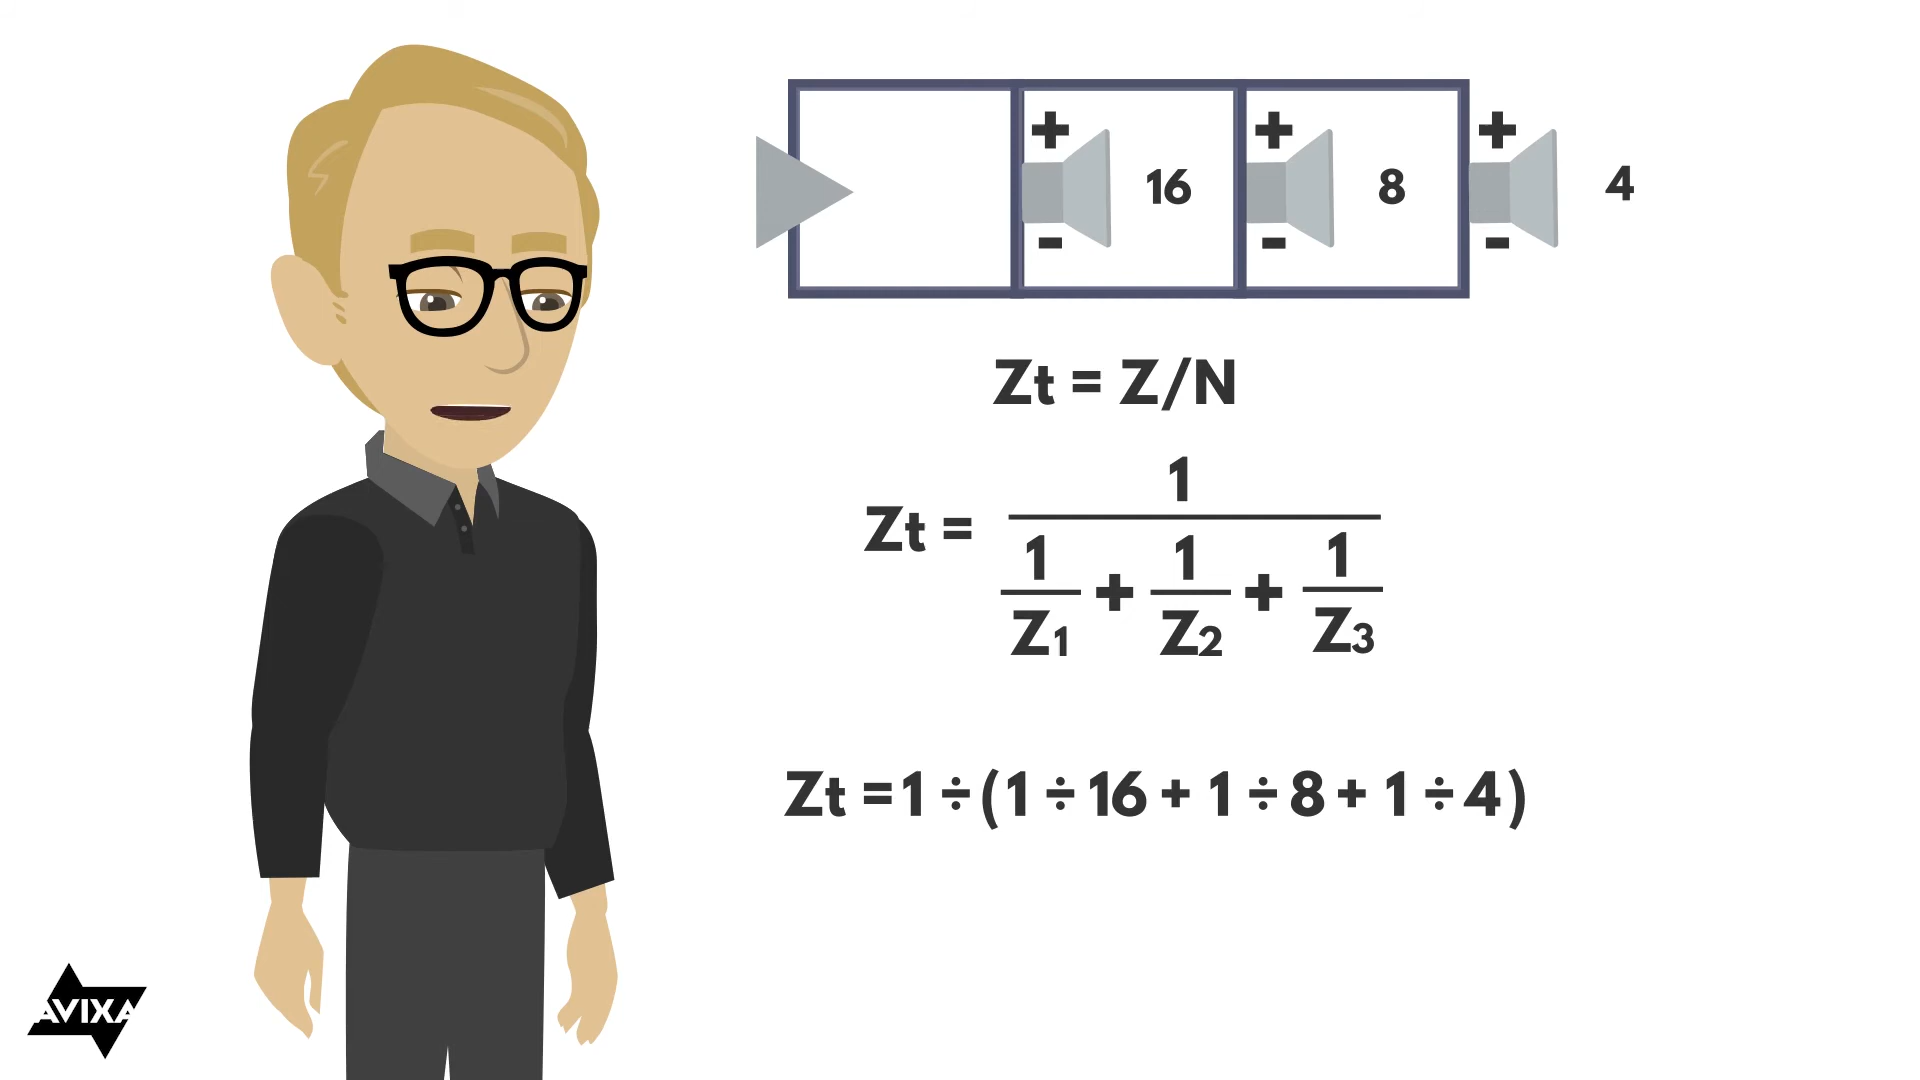 + + +
16 8 4
- - -
Zt = Z/N
1
Zt =
1 1 1
+ +
Z1 Z2 Z3
Zt = 1 ÷ (1 ÷ 16 + 1 ÷ 8 + 1 ÷ 4)
AVIXA